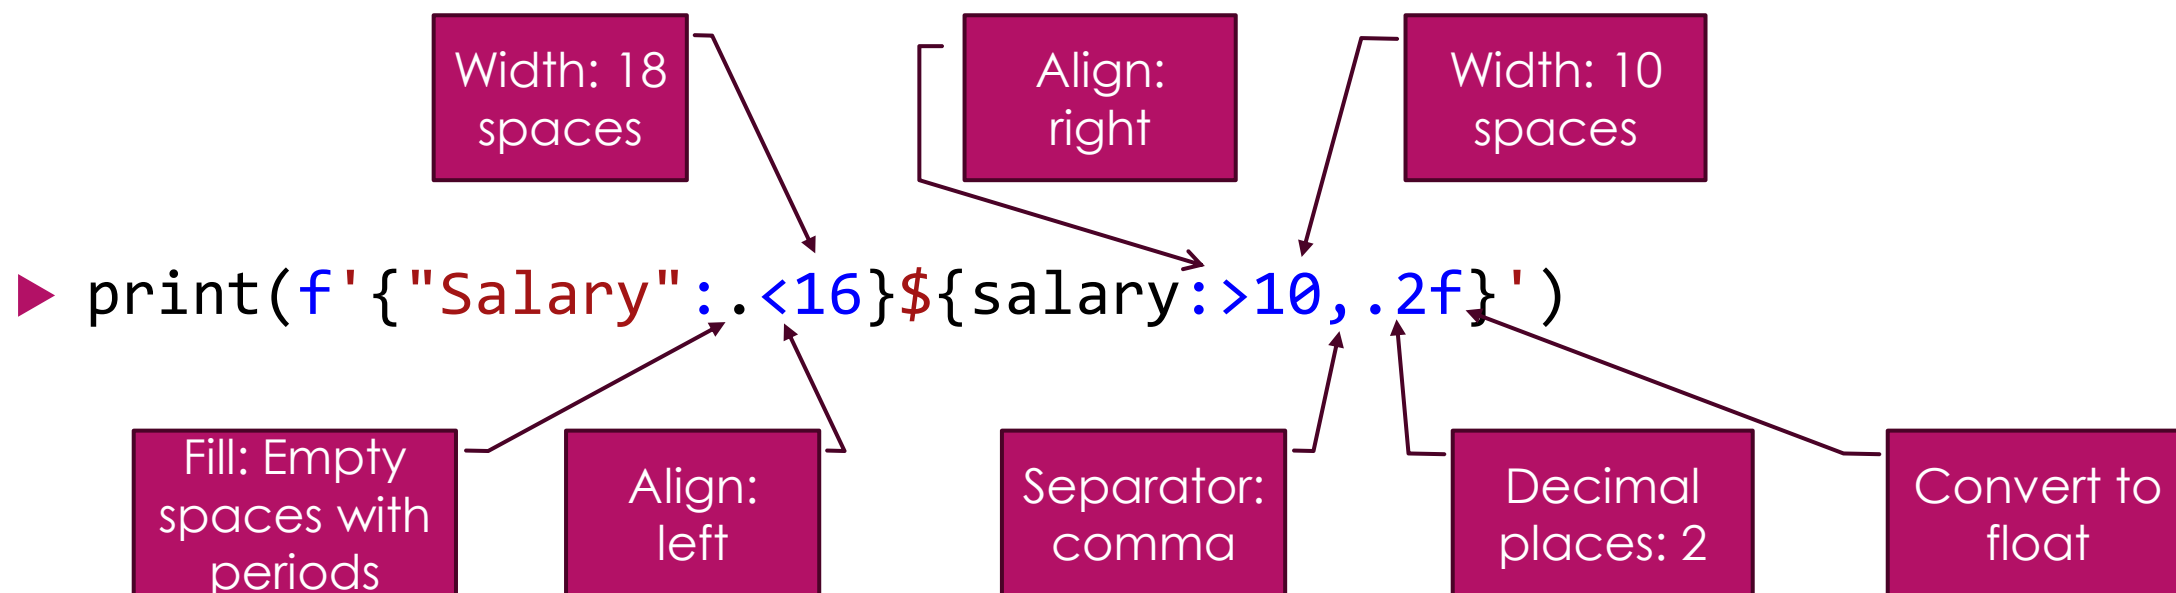 Width: 18
spaces
Align:
right
Width: 10
spaces
print(f'{"Salary":.<16}${salary:>10,.2f}')
Fill: Empty
spaces with
periods
Align:
left
Separator:
comma
Decimal
places: 2
Convert to
float